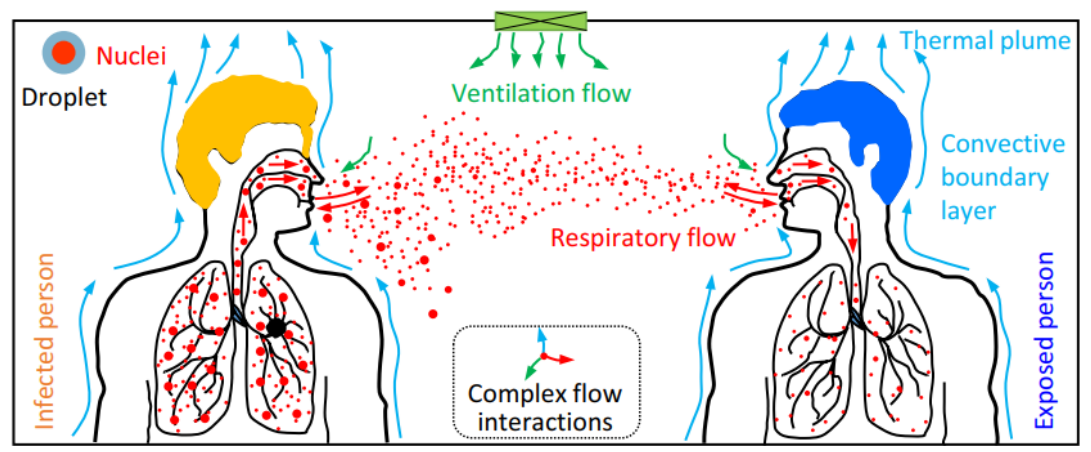 Nuclei
Droplet
Ventilation flow
Thermal plume
Convective
boundary
layer
Respiratory flow
Infected person
Exposed person
Complex flow
interactions